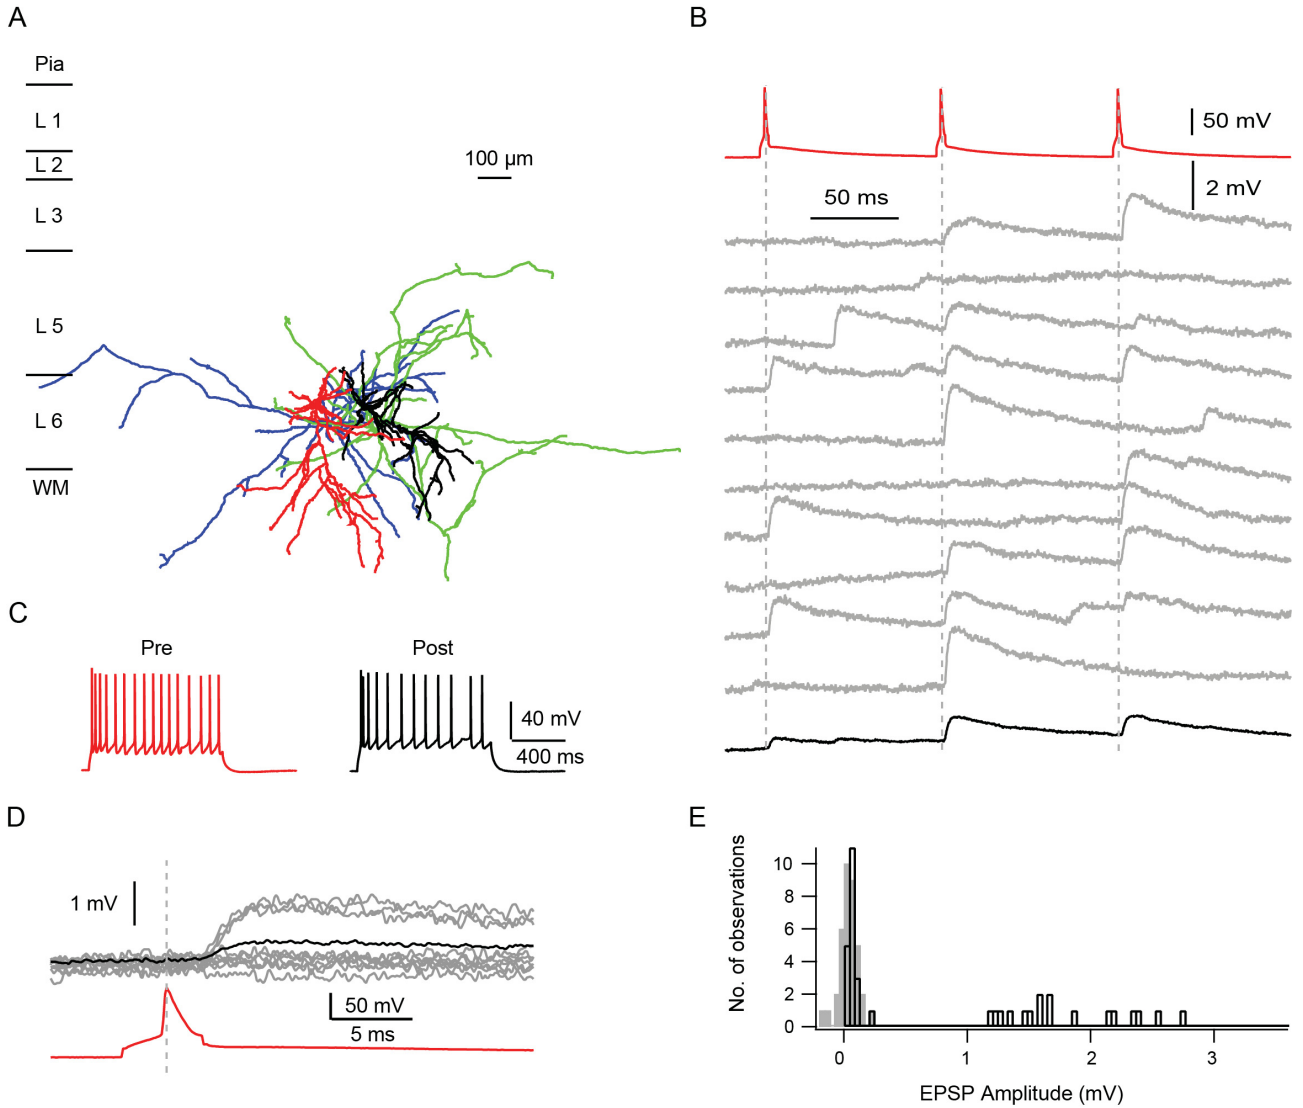 A
Pia
L 1
L 2
L 3
L 5
L 6
WM
100 µm
B
50 mV
2 mV
50 ms
C
Pre
Post
40 mV
400 ms
D
1 mV
50 mV
5 ms
E
No. of observations
10
8
6
4
2
0
0 1 2 3
EPSP Amplitude (mV)